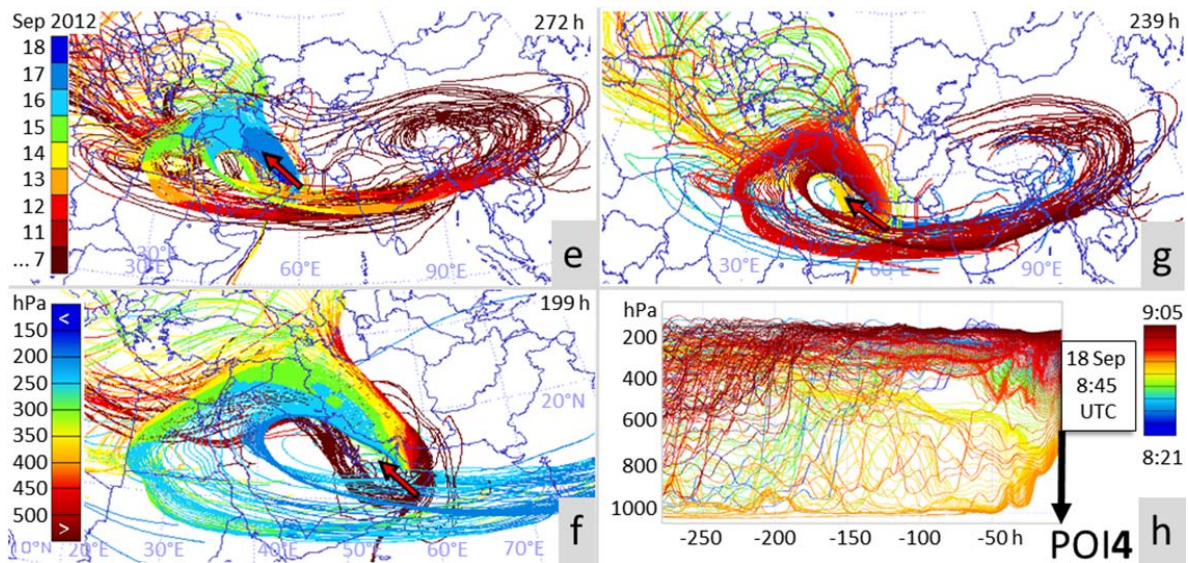 Sep 2012
272 h
18
17
16
15
14
13
12
11
... 7
30°E
30°E
60°E
90°E
e
239 h
30°E
60°E
90°E
g
hPa
199 h
<
150
200
250
300
350
400
450
500
>
20°N
10°N
20°E
30°E
40°E
50°E
60°E
70°E
f
200
400
600
800
1000
-250
-200
-150
-100
-50 h
18 Sep
8:45
UTC
9:05
8:21
POI4
h